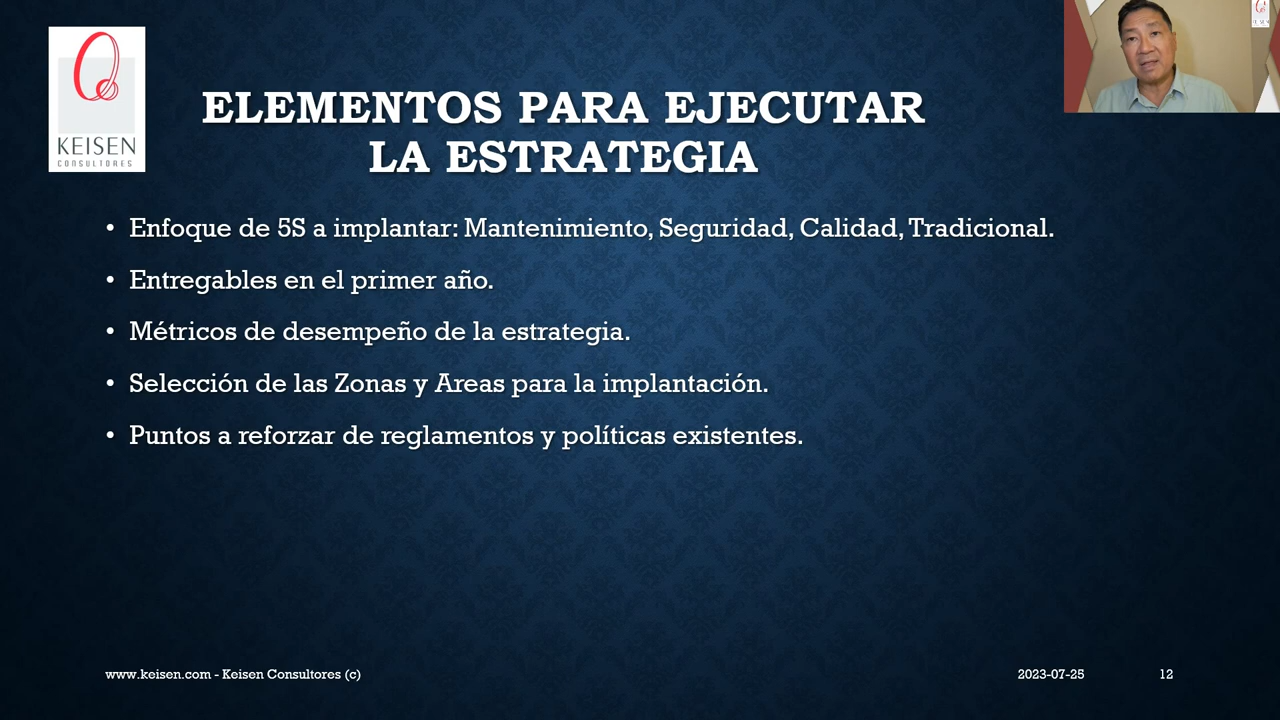 KEISEN
CONSULTORES
ELEMENTOS PARA EJECUTAR
LA ESTRATEGIA
• Enfoque de 5S a implantar: Mantenimiento, Seguridad, Calidad, Tradicional.
• Entregables en el primer año.
• Métricos de desempeño de la estrategia.
• Selección de las Zonas y Areas para la implantación.
• Puntos a reforzar de reglamentos y políticas existentes.
www.keisen.com - Keisen Consultores (c)
2023-07-25
12